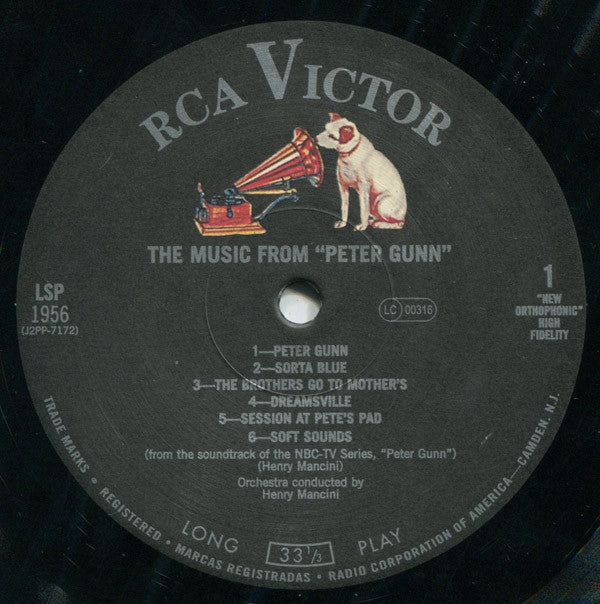 RCA VICTOR
THE MUSIC FROM "PETER GUNN"
LSP
1956
(J2PP-7172)
LC 00316
1
"NEW
ORTHOPHONIC"
HIGH
FIDELITY
1—PETER GUNN
2—SORTA BLUE
3—THE BROTHERS GO TO MOTHER'S
4—DREAMSVILLE
5—SESSION AT PETE'S PAD
6—SOFT SOUNDS
(from the soundtrack of the NBC-TV Series, "Peter Gunn")
(Henry Mancini)
Orchestra conducted by
Henry Mancini
LONG 33⅓ PLAY
TRADE MARKS • REGISTERED • MARCAS REGISTRADAS • RADIO CORPORATION OF AMERICA—CAMDEN, N.J.